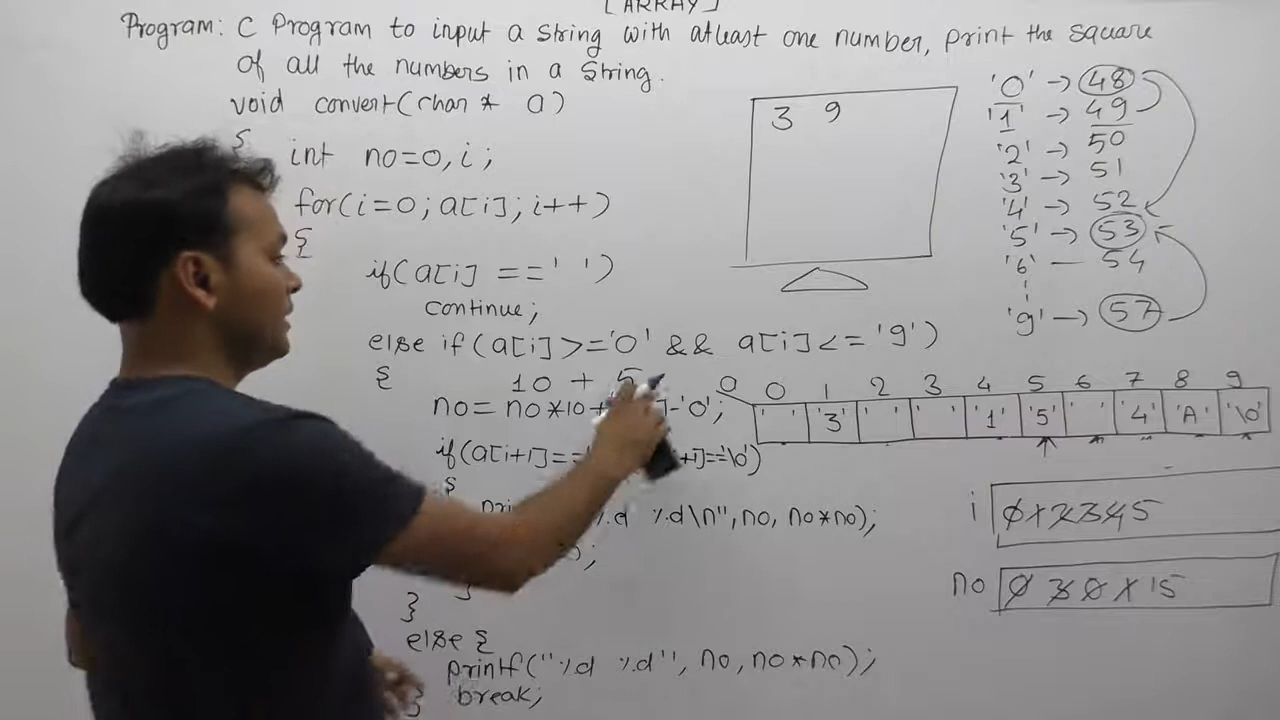 [ARRAY]
Program: C Program to input a string with atleast one number, print the square
of all the numbers in a string.
void convert(char* a)
{
int no=0,i;
for(i=0;a[i];i++)
{
if(a[i] ==' ')
continue;
else if(a[i]>='0' && a[i]<='9')
{
10 + 5
no= no*10+ ]-'0';
if(a[i+1]== +1]=='\0')
{
%d %d\n",no, no*no);
;
}
}
else {
printf("%d %d", no, no*no);
} break;
3 9
'0' -> 48
'1' -> 49
'2' -> 50
'3' -> 51
'4' -> 52
'5' -> 53
'6' — 54
'9' -> 57
0 0 1 2 3 4 5 6 7 8 9
' ' '3' ' ' ' ' '1' '5' ' ' '4' 'A' '\0'
i 0 1 2 3 4 5
no 0 3 0 1 15